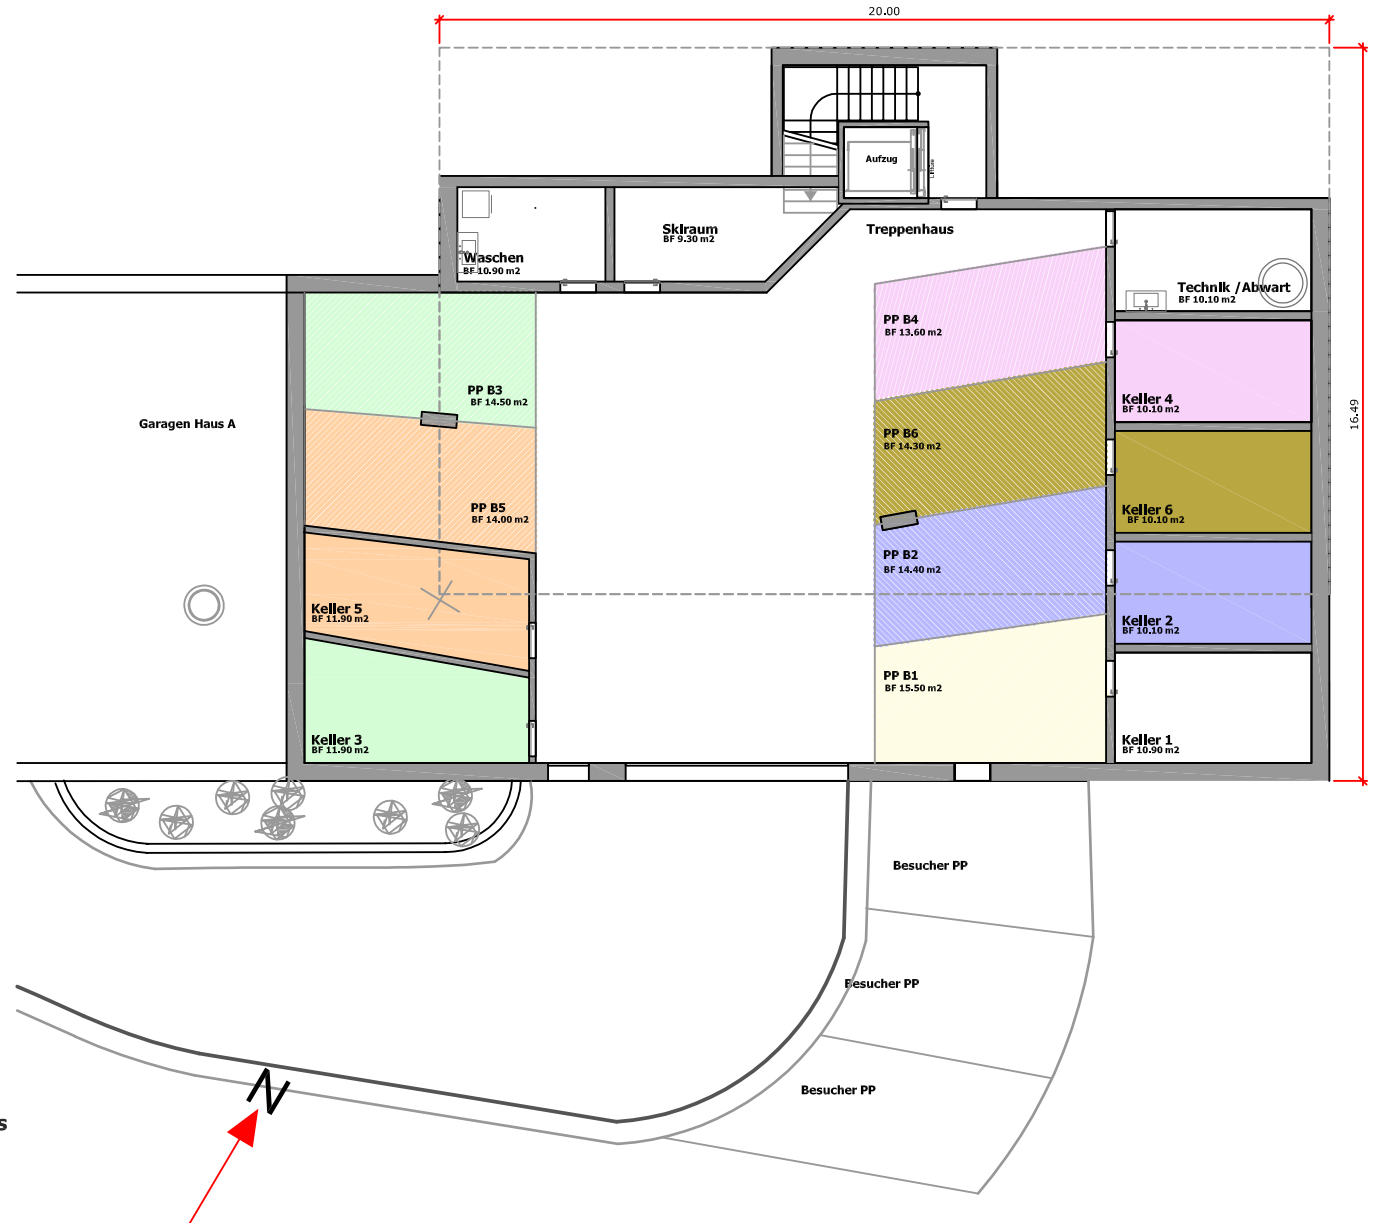 20.00
Aufzug
Waschen
BF 10.90 m2
Skiraum
BF 9.30 m2
Treppenhaus
Technik /Abwart
BF 10.10 m2
PP B4
BF 13.60 m2
PP B3
BF 14.50 m2
Keller 4
BF 10.10 m2
16.49
Garagen Haus A
PP B6
BF 14.30 m2
PP B5
BF 14.00 m2
Keller 6
BF 10.10 m2
PP B2
BF 14.40 m2
Keller 5
BF 11.90 m2
Keller 2
BF 10.10 m2
PP B1
BF 15.50 m2
Keller 3
BF 11.90 m2
Keller 1
BF 10.90 m2
Besucher PP
Besucher PP
Besucher PP
N
s